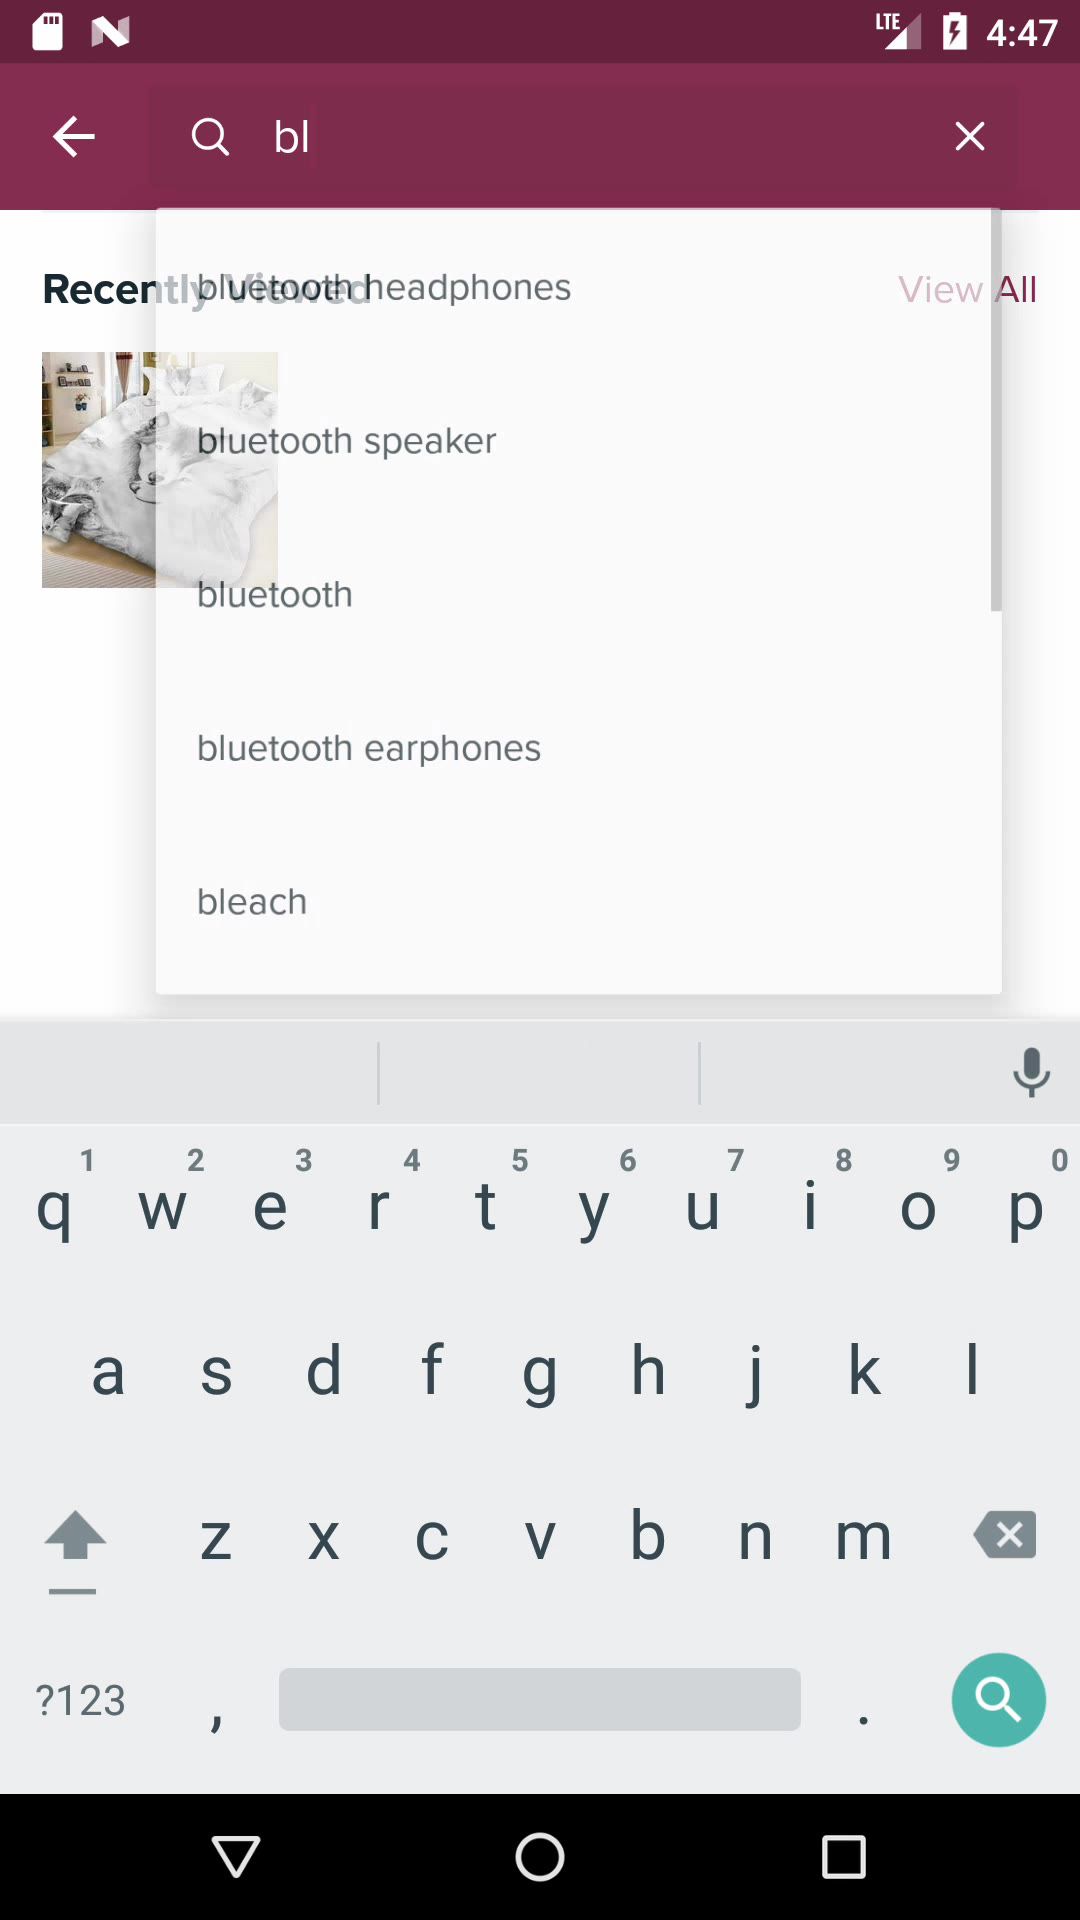 LTE 4:47
bl
Recently Viewed View All
bluetooth headphones
bluetooth speaker
bluetooth
bluetooth earphones
bleach
1 2 3 4 5 6 7 8 9 0
q w e r t y u i o p
a s d f g h j k l
z x c v b n m
?123 , .